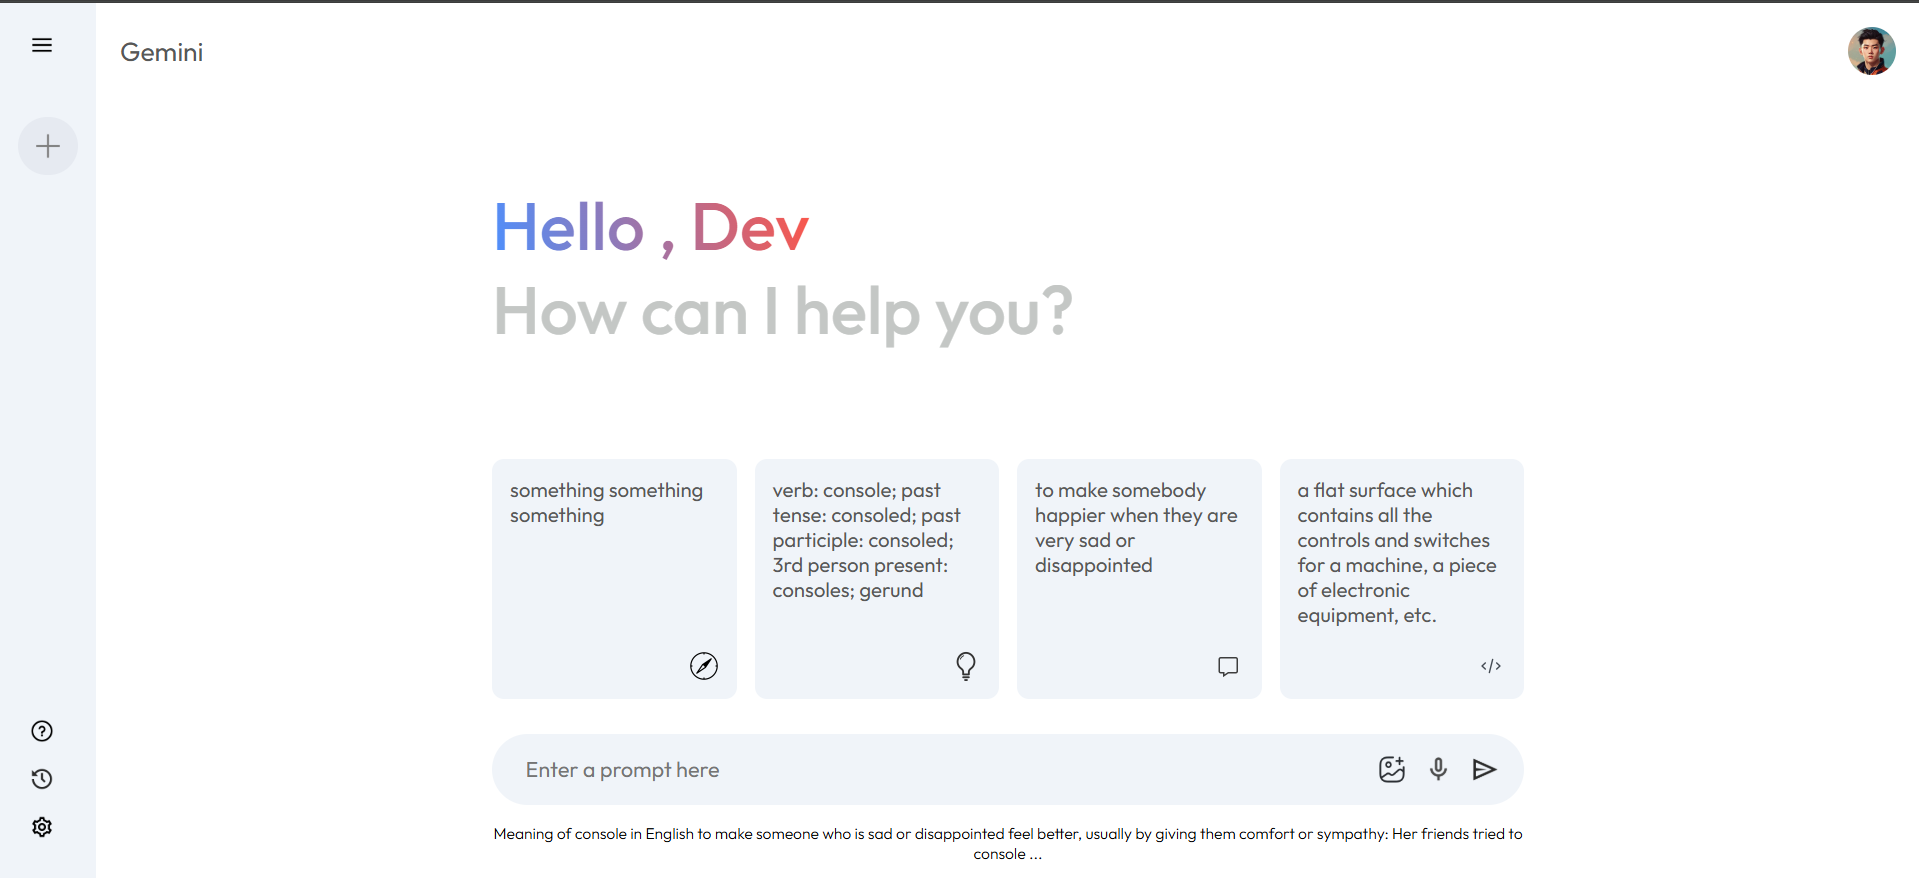 Gemini
Hello , Dev
How can I help you?
something something
something
verb: console; past
tense: consoled; past
participle: consoled;
3rd person present:
consoles; gerund
to make somebody
happier when they are
very sad or
disappointed
a flat surface which
contains all the
controls and switches
for a machine, a piece
of electronic
equipment, etc.
Enter a prompt here
Meaning of console in English to make someone who is sad or disappointed feel better, usually by giving them comfort or sympathy: Her friends tried to
console ...